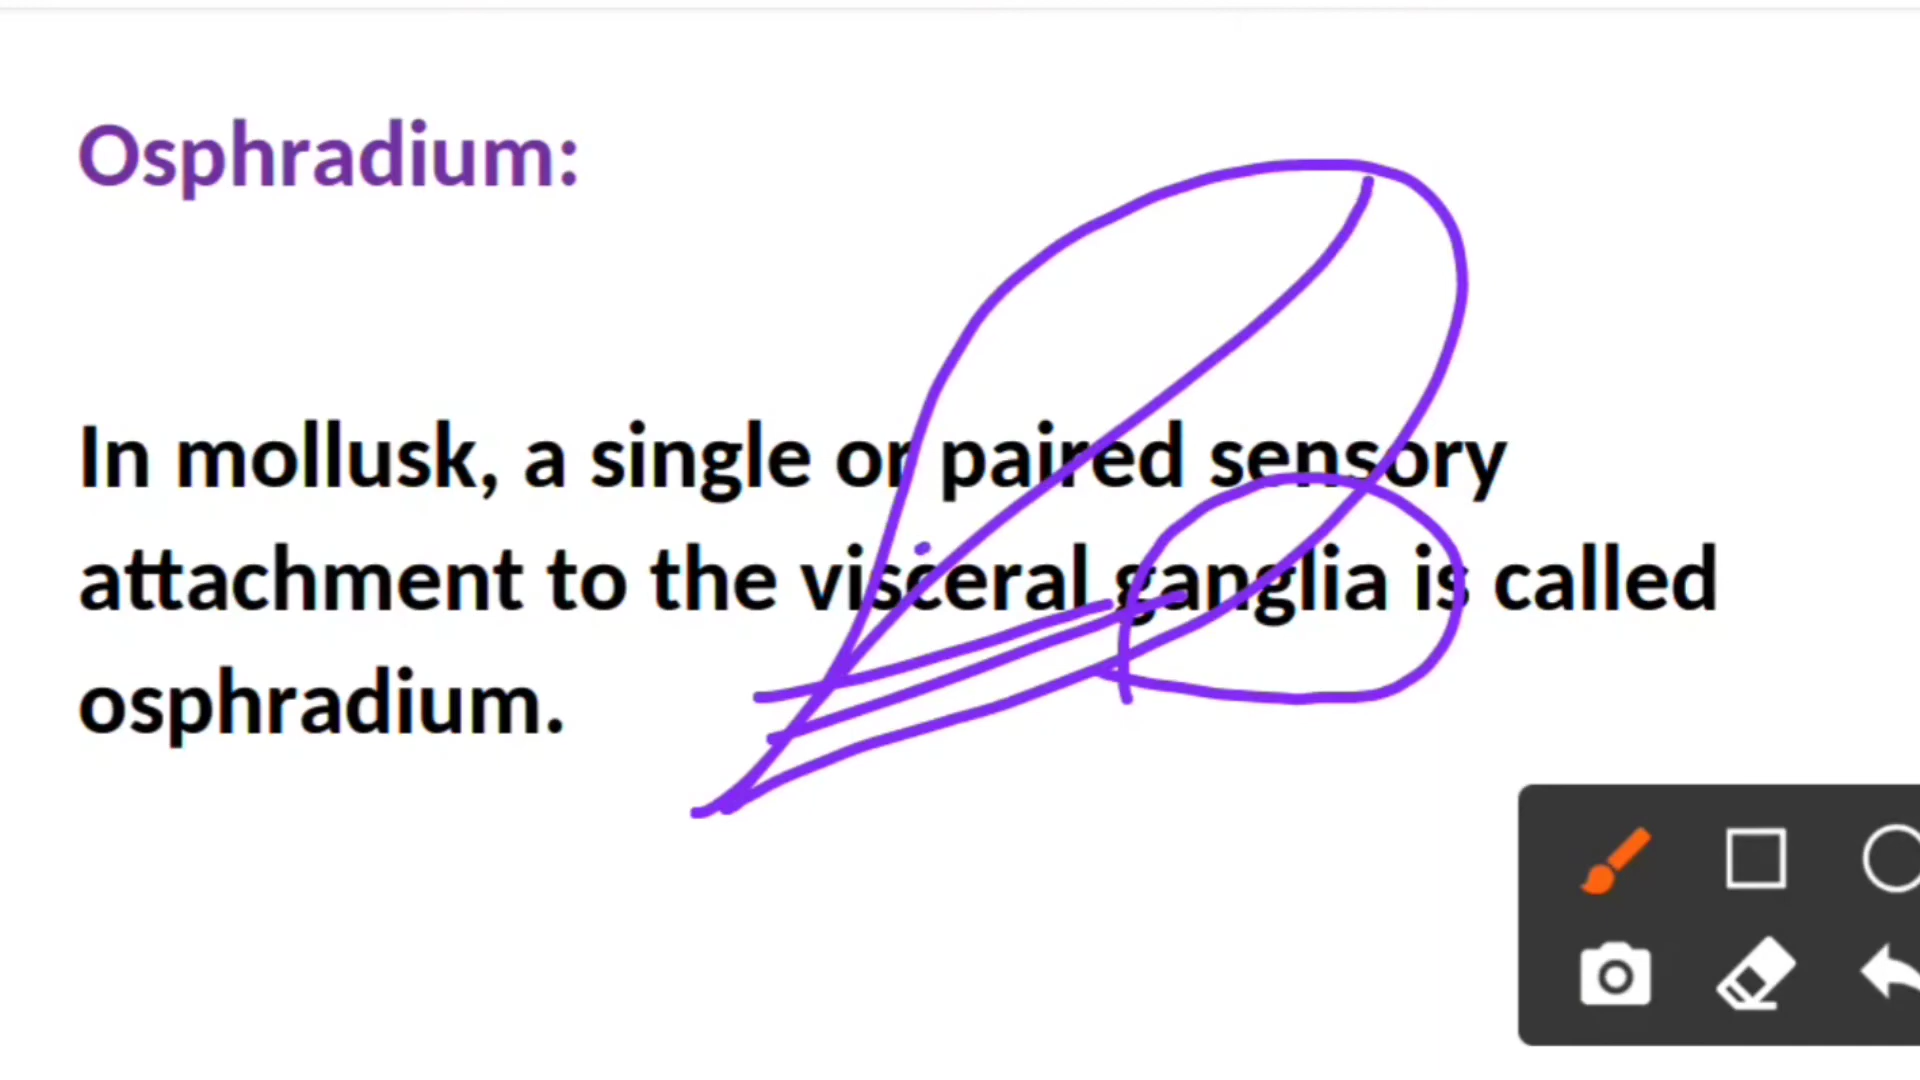 Osphradium:
In mollusk, a single or paired sensory
attachment to the visceral ganglia is called
osphradium.